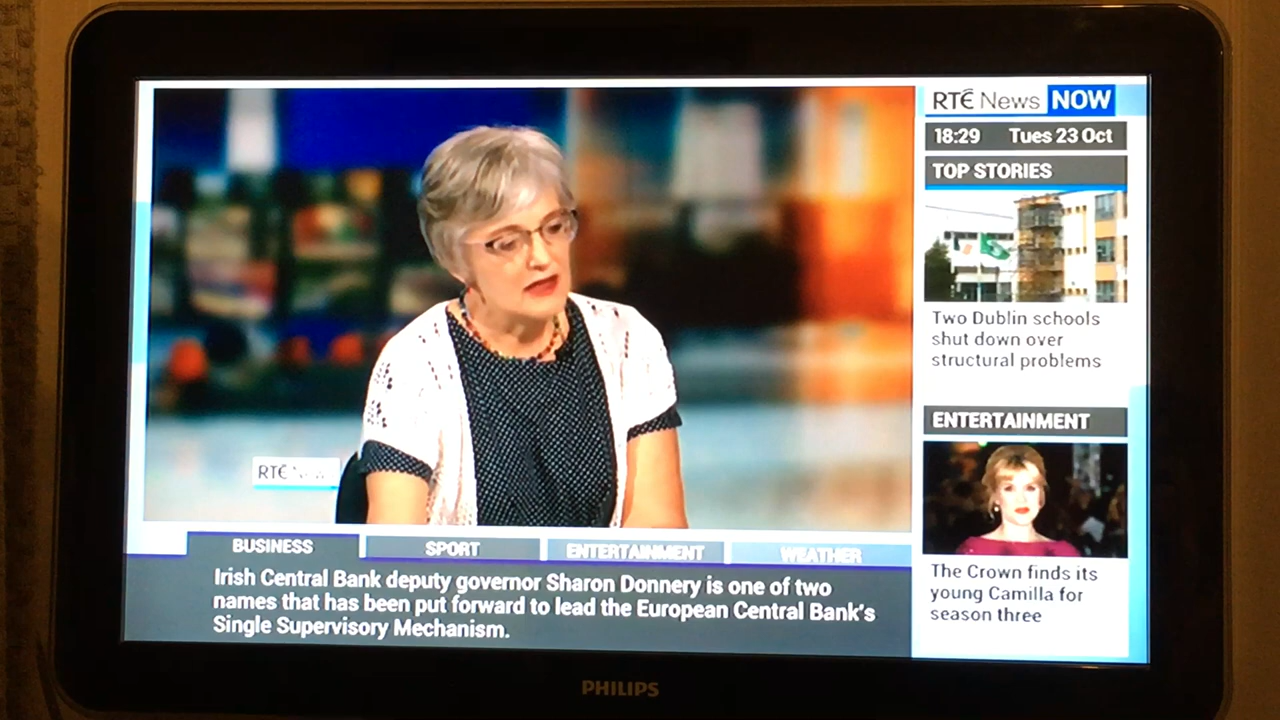 RTÉ News NOW
18:29 Tues 23 Oct
TOP STORIES
Two Dublin schools
shut down over
structural problems
ENTERTAINMENT
The Crown finds its
young Camilla for
season three
RTÉ News
BUSINESS SPORT ENTERTAINMENT WEATHER
Irish Central Bank deputy governor Sharon Donnery is one of two
names that has been put forward to lead the European Central Bank's
Single Supervisory Mechanism.
PHILIPS